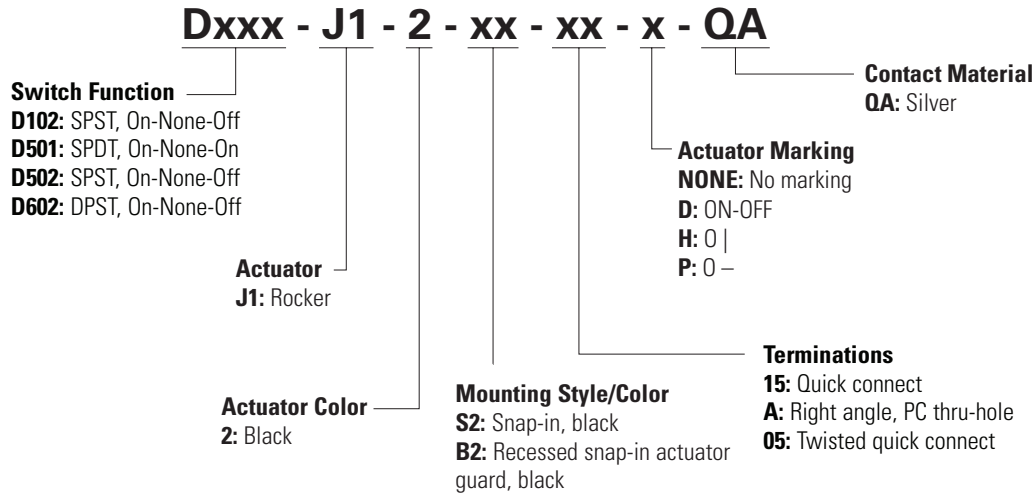 Dxxx - J1 - 2 - xx - xx - x - QA
Switch Function
D102: SPST, On-None-Off
D501: SPDT, On-None-On
D502: SPST, On-None-Off
D602: DPST, On-None-Off
Actuator
J1: Rocker
Actuator Color
2: Black
Mounting Style/Color
S2: Snap-in, black
B2: Recessed snap-in actuator
guard, black
Terminations
15: Quick connect
A: Right angle, PC thru-hole
05: Twisted quick connect
Actuator Marking
NONE: No marking
D: ON-OFF
H: O |
P: O –
Contact Material
QA: Silver